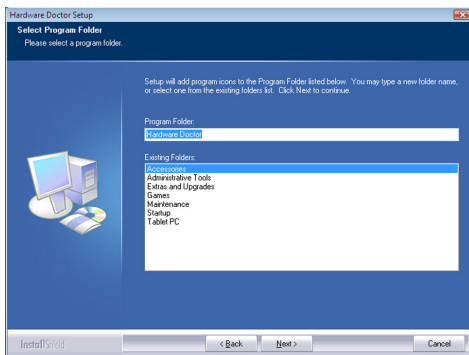 Hardware Doctor Setup
Select Program Folder
Please select a program folder.
Setup will add program icons to the Program Folder listed below. You may type a new folder name,
or select one from the existing folders list. Click Next to continue.
Program Folder:
Hardware Doctor
Existing Folders:
Accessories
Administrative Tools
Extras and Upgrades
Games
Maintenance
Startup
Tablet PC
InstallShield
< Back
Next >
Cancel